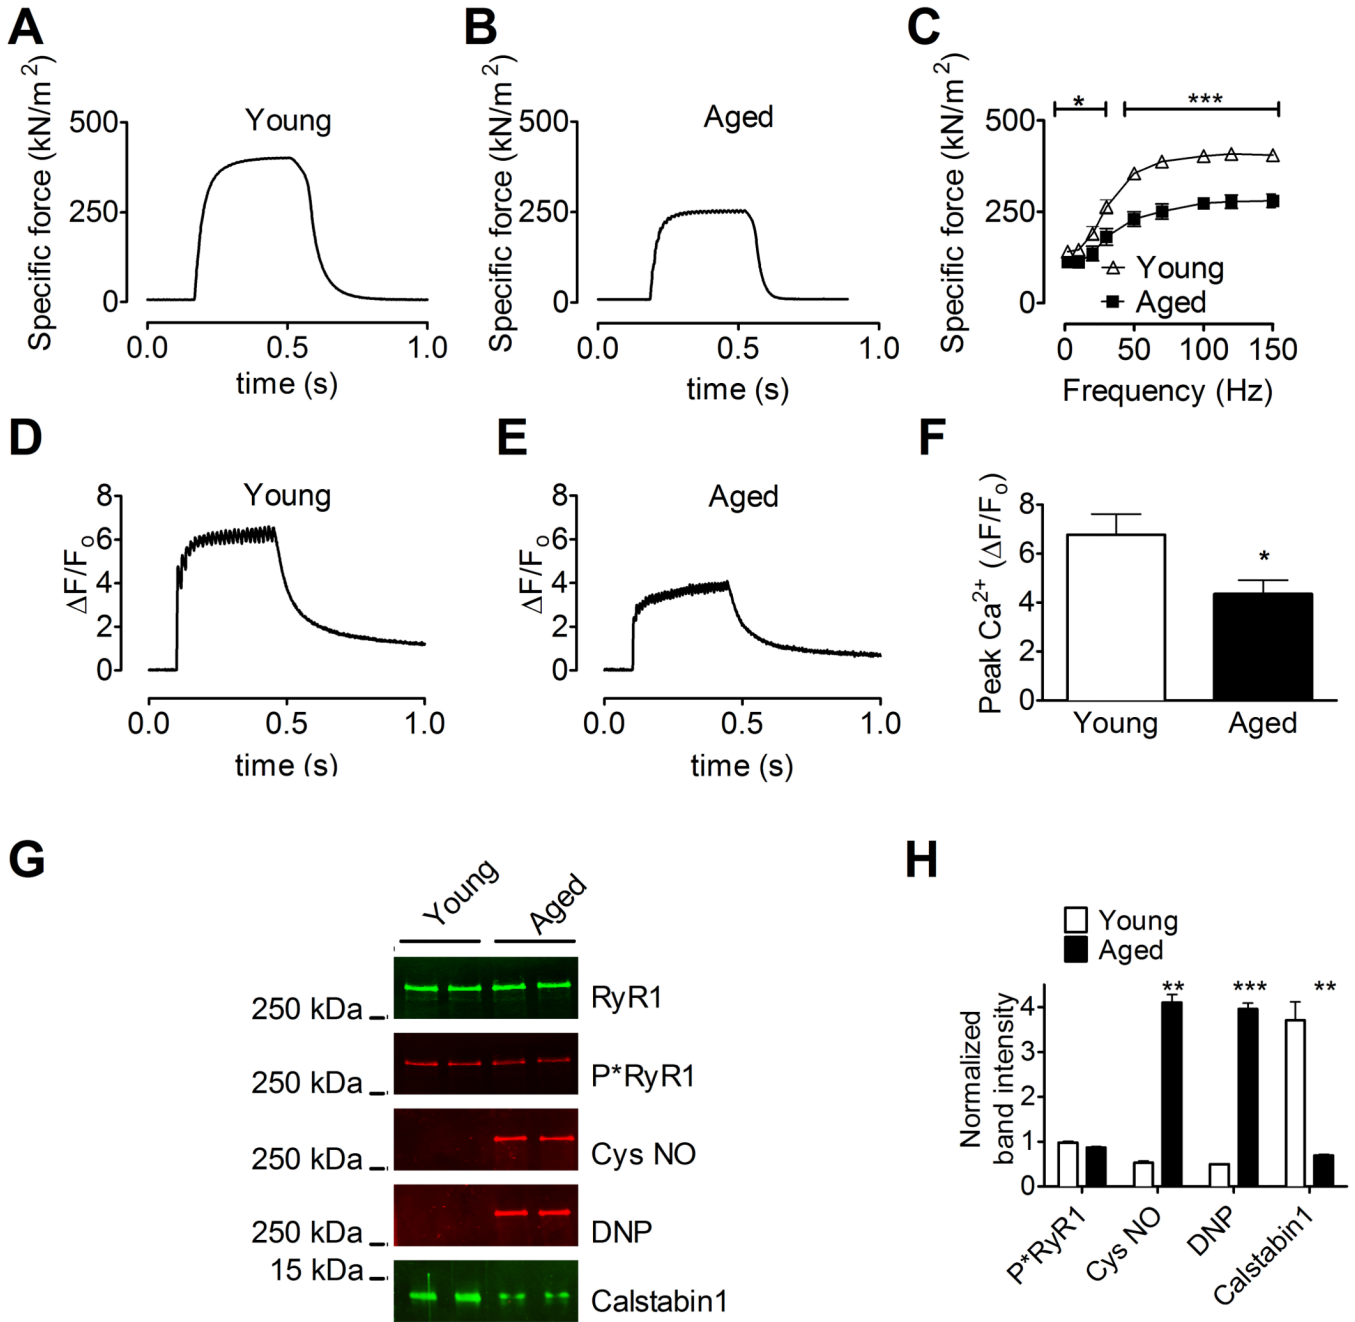 A
Specific force (kN/m²)
Young
500
250
0
0.0 0.5 1.0
time (s)
B
Specific force (kN/m²)
Aged
500
250
0
0.0 0.5 1.0
time (s)
C
Specific force (kN/m²)
* ***
500
250
0
Young
Aged
0 50 100 150
Frequency (Hz)
D
ΔF/Fo
Young
8
6
4
2
0
0.0 0.5 1.0
time (s)
E
ΔF/Fo
Aged
8
6
4
2
0
0.0 0.5 1.0
time (s)
F
Peak Ca²⁺ (ΔF/Fo)
8
6
4
2
0
*
Young Aged
G
Young Aged
250 kDa RyR1
250 kDa P*RyR1
250 kDa Cys NO
250 kDa DNP
15 kDa Calstabin1
H
Young
Aged
Normalized
band intensity
4
3
2
1
0
** *** **
P*RyR1 Cys NO DNP Calstabin1